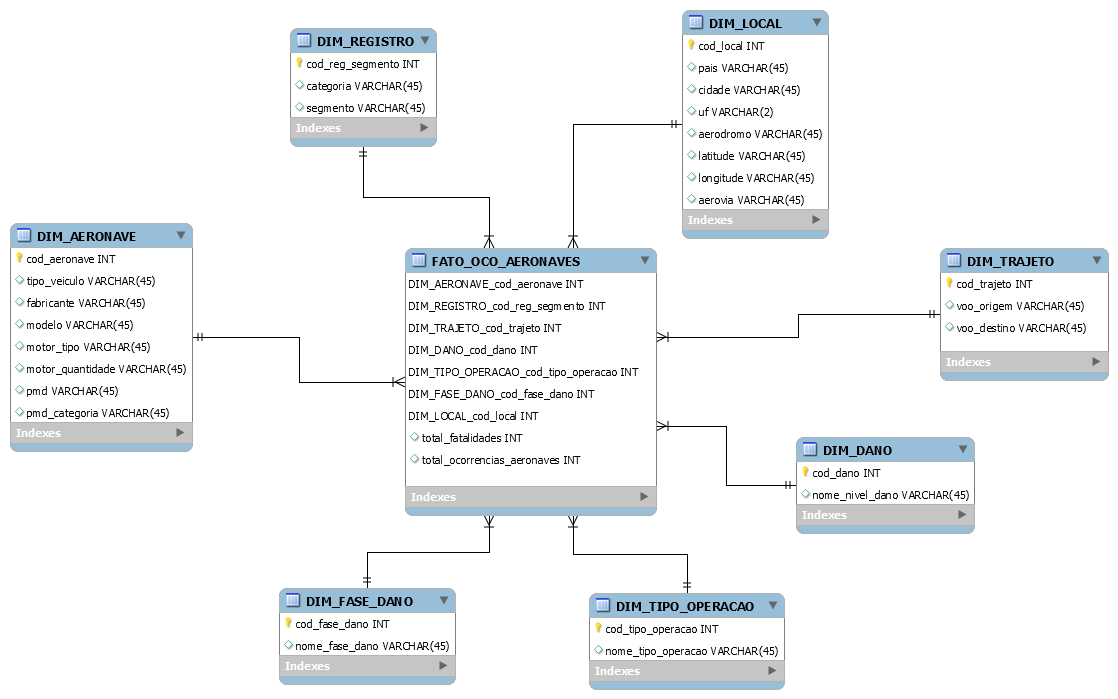 DIM_REGISTRO
cod_reg_segmento INT
categoria VARCHAR(45)
segmento VARCHAR(45)
Indexes
DIM_LOCAL
cod_local INT
pais VARCHAR(45)
cidade VARCHAR(45)
uf VARCHAR(2)
aerodromo VARCHAR(45)
latitude VARCHAR(45)
longitude VARCHAR(45)
aerovia VARCHAR(45)
Indexes
DIM_AERONAVE
cod_aeronave INT
tipo_veiculo VARCHAR(45)
fabricante VARCHAR(45)
modelo VARCHAR(45)
motor_tipo VARCHAR(45)
motor_quantidade VARCHAR(45)
pmd VARCHAR(45)
pmd_categoria VARCHAR(45)
Indexes
FATO_OCO_AERONAVES
DIM_AERONAVE_cod_aeronave INT
DIM_REGISTRO_cod_reg_segmento INT
DIM_TRAJETO_cod_trajeto INT
DIM_DANO_cod_dano INT
DIM_TIPO_OPERACAO_cod_tipo_operacao INT
DIM_FASE_DANO_cod_fase_dano INT
DIM_LOCAL_cod_local INT
total_fatalidades INT
total_ocorrencias_aeronaves INT
Indexes
DIM_TRAJETO
cod_trajeto INT
voo_origem VARCHAR(45)
voo_destino VARCHAR(45)
Indexes
DIM_DANO
cod_dano INT
nome_nivel_dano VARCHAR(45)
Indexes
DIM_FASE_DANO
cod_fase_dano INT
nome_fase_dano VARCHAR(45)
Indexes
DIM_TIPO_OPERACAO
cod_tipo_operacao INT
nome_tipo_operacao VARCHAR(45)
Indexes